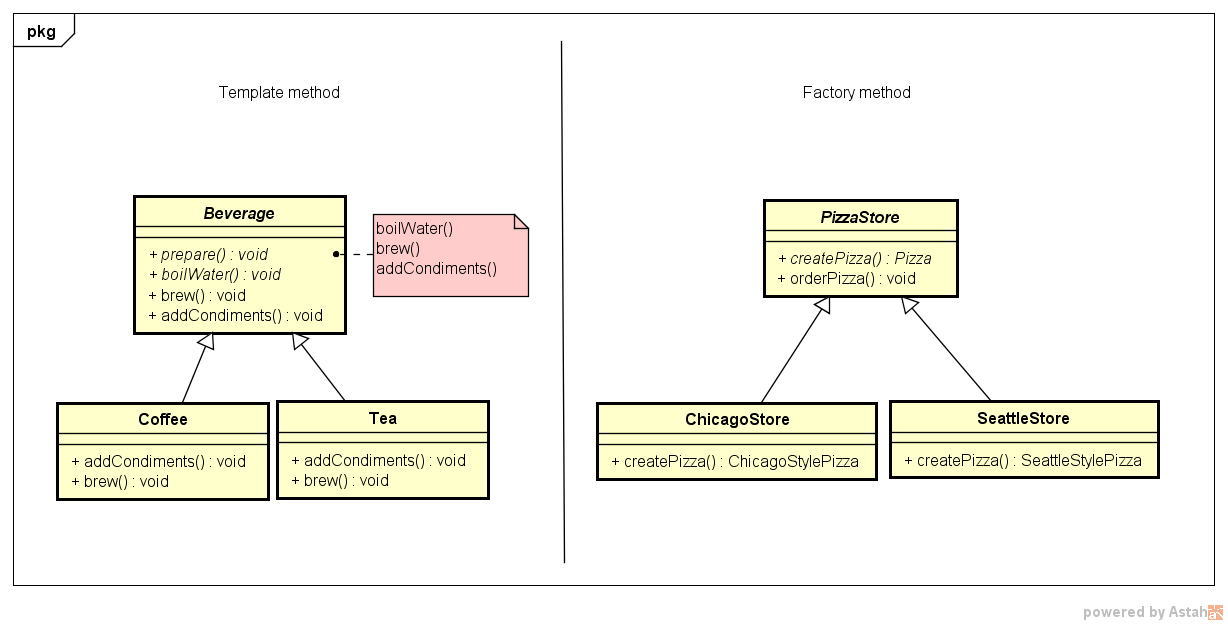 pkg
Template method
Factory method
Beverage
+ prepare() : void
+ boilWater() : void
+ brew() : void
+ addCondiments() : void
boilWater()
brew()
addCondiments()
PizzaStore
+ createPizza() : Pizza
+ orderPizza() : void
Coffee
+ addCondiments() : void
+ brew() : void
Tea
+ addCondiments() : void
+ brew() : void
ChicagoStore
+ createPizza() : ChicagoStylePizza
SeattleStore
+ createPizza() : SeattleStylePizza
powered by Astah